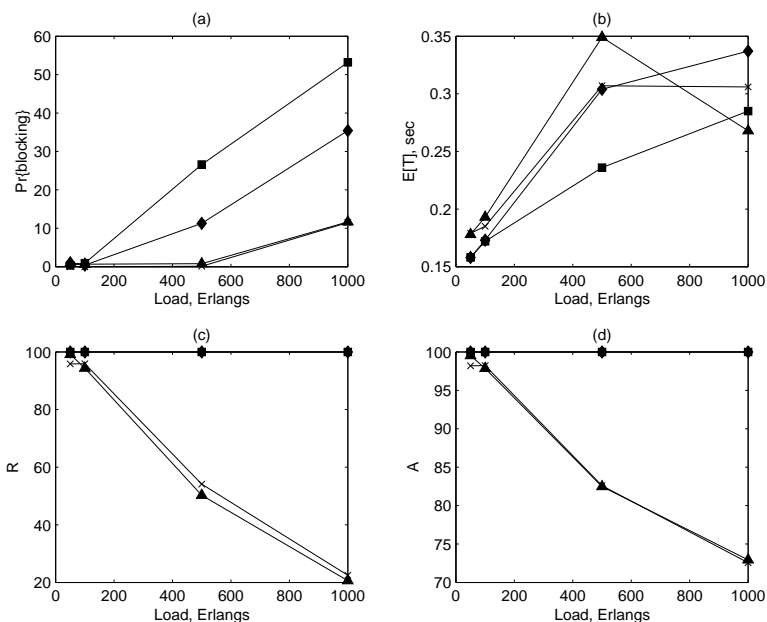 (a)
60
50
40
30
20
10
0
Pr{blocking}
0 200 400 600 800 1000
Load, Erlangs
(b)
0.35
0.3
0.25
0.2
0.15
E[T], sec
0 200 400 600 800 1000
Load, Erlangs
(c)
100
80
60
40
20
R
0 200 400 600 800 1000
Load, Erlangs
(d)
100
95
90
85
80
75
70
A
0 200 400 600 800 1000
Load, Erlangs